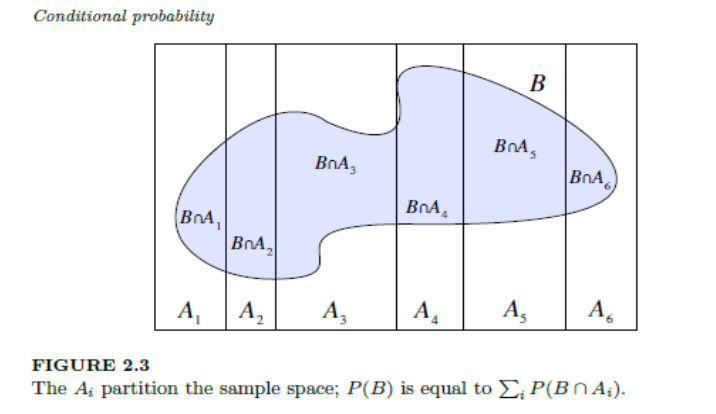 Conditional probability
B
B∩A₅
B∩A₃
B∩A₆
B∩A₄
B∩A₁
B∩A₂
A₁ A₂ A₃ A₄ A₅ A₆
FIGURE 2.3
The Aᵢ partition the sample space; P(B) is equal to ∑ᵢ P(B ∩ Aᵢ).